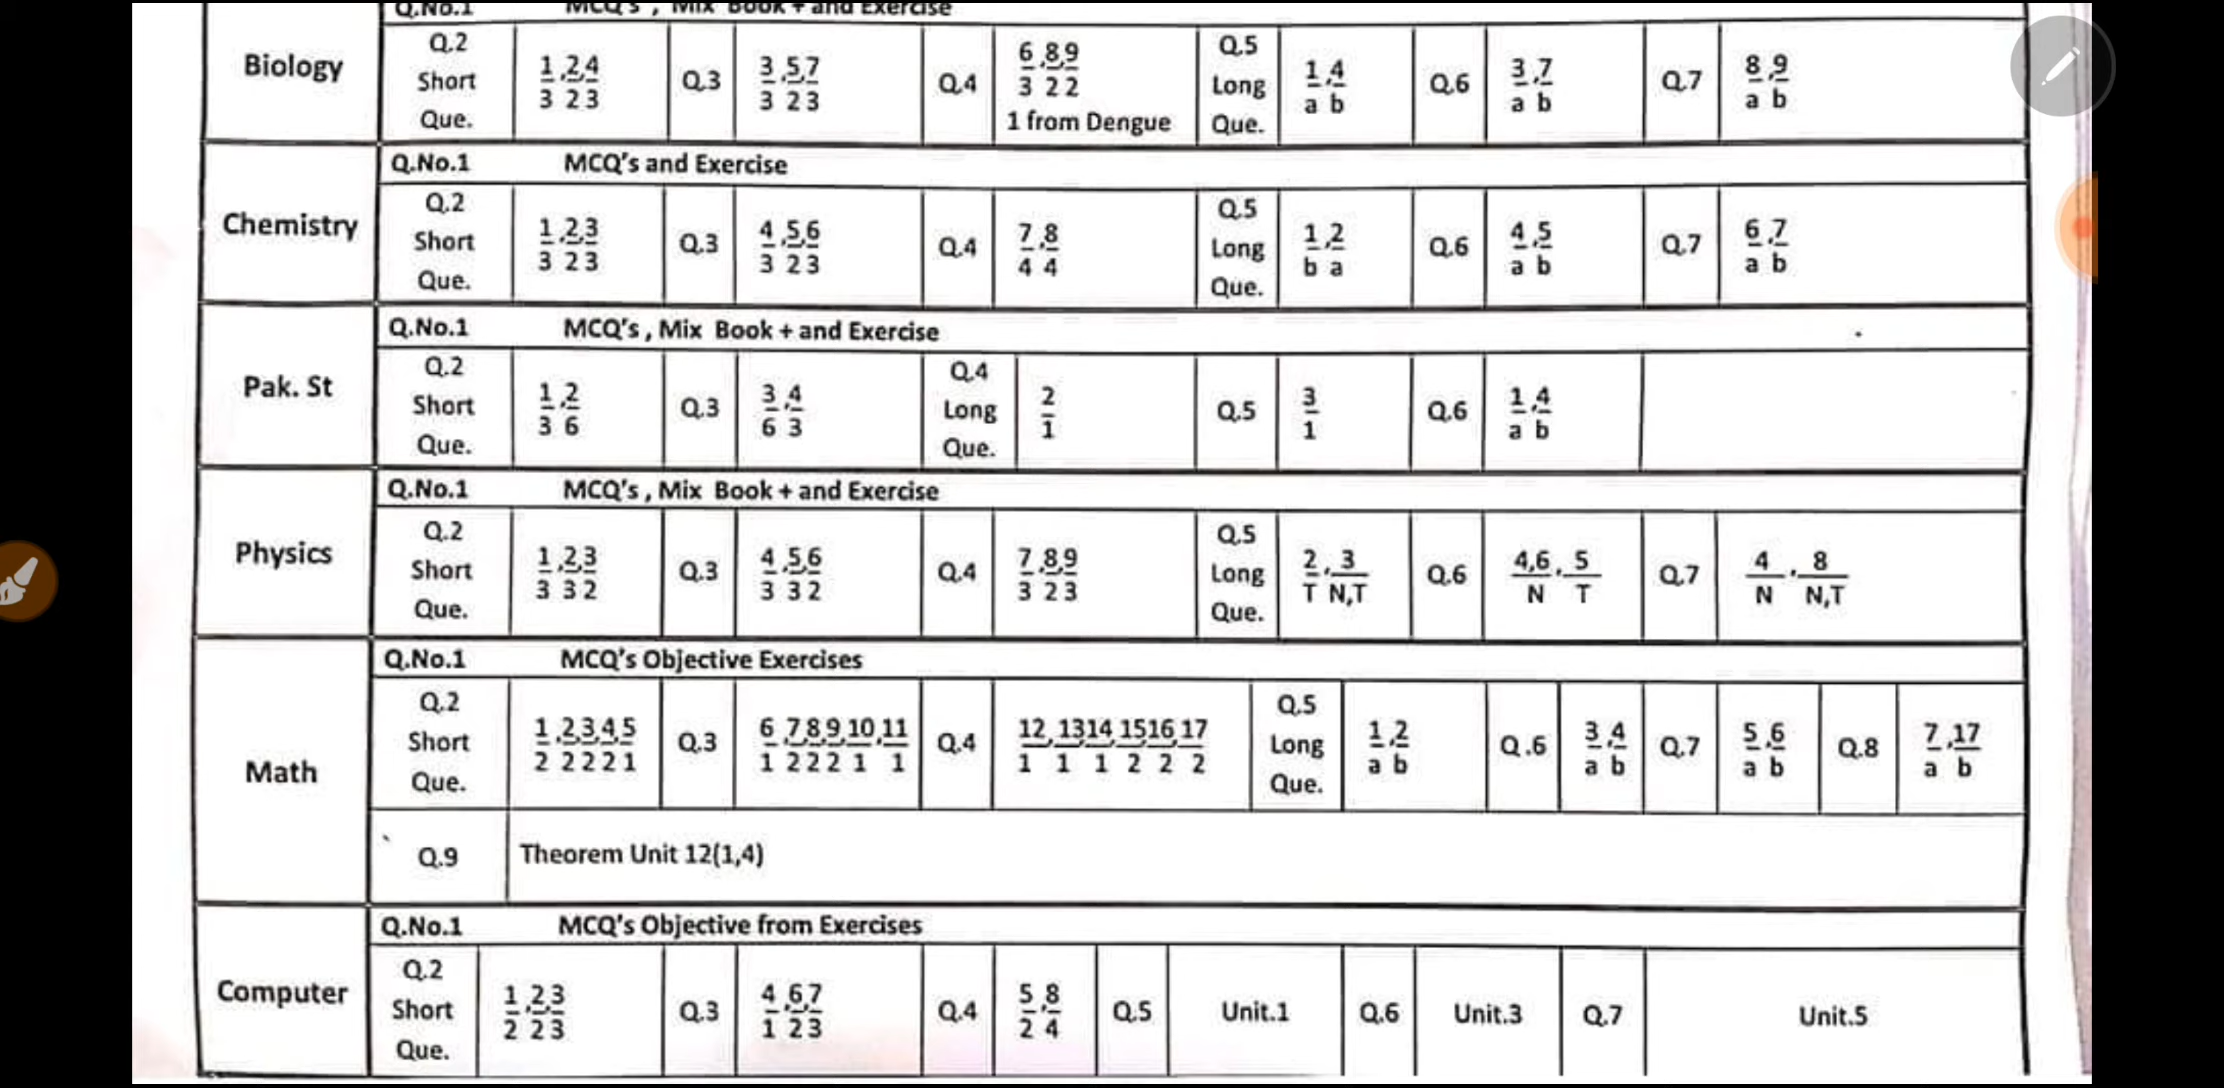 Q.No.1 MCQ's , Mix Book + and Exercise
Biology
Q.2 Short Que.
1/3 , 2/2 , 4/3
Q.3
3/3 , 5/2 , 7/3
Q.4
6/3 , 8/2 , 9/2
1 from Dengue
Q.5 Long Que.
1/a , 4/b
Q.6
3/a , 7/b
Q.7
8/a , 9/b
Chemistry
Q.No.1 MCQ's and Exercise
Q.2 Short Que.
1/3 , 2/2 , 3/3
Q.3
4/3 , 5/2 , 6/3
Q.4
7/4 , 8/4
Q.5 Long Que.
1/b , 2/a
Q.6
4/a , 5/b
Q.7
6/a , 7/b
Pak. St
Q.No.1 MCQ's , Mix Book + and Exercise
Q.2 Short Que.
1/3 , 2/6
Q.3
3/6 , 4/3
Q.4 Long Que.
2/1
Q.5
3/1
Q.6
1/a , 4/b
Physics
Q.No.1 MCQ's , Mix Book + and Exercise
Q.2 Short Que.
1/3 , 2/3 , 3/2
Q.3
4/3 , 5/3 , 6/2
Q.4
7/3 , 8/2 , 9/3
Q.5 Long Que.
2/T , 3/N,T
Q.6
4,6/N , 5/T
Q.7
4/N , 8/N,T
Math
Q.No.1 MCQ's Objective Exercises
Q.2 Short Que.
1/2 , 2/2 , 3/2 , 4/2 , 5/1
Q.3
6/1 , 7/2 , 8/2 , 9/2 , 10/1 , 11/1
Q.4
12/1 , 13/1 , 14/1 , 15/2 , 16/2 , 17/2
Q.5 Long Que.
1/a , 2/b
Q.6
3/a , 4/b
Q.7
5/a , 6/b
Q.8
7/a , 17/b
Q.9
Theorem Unit 12(1,4)
Computer
Q.No.1 MCQ's Objective from Exercises
Q.2 Short Que.
1/2 , 2/2 , 3/3
Q.3
4/1 , 6/2 , 7/3
Q.4
5/2 , 8/4
Q.5
Unit.1
Q.6
Unit.3
Q.7
Unit.5